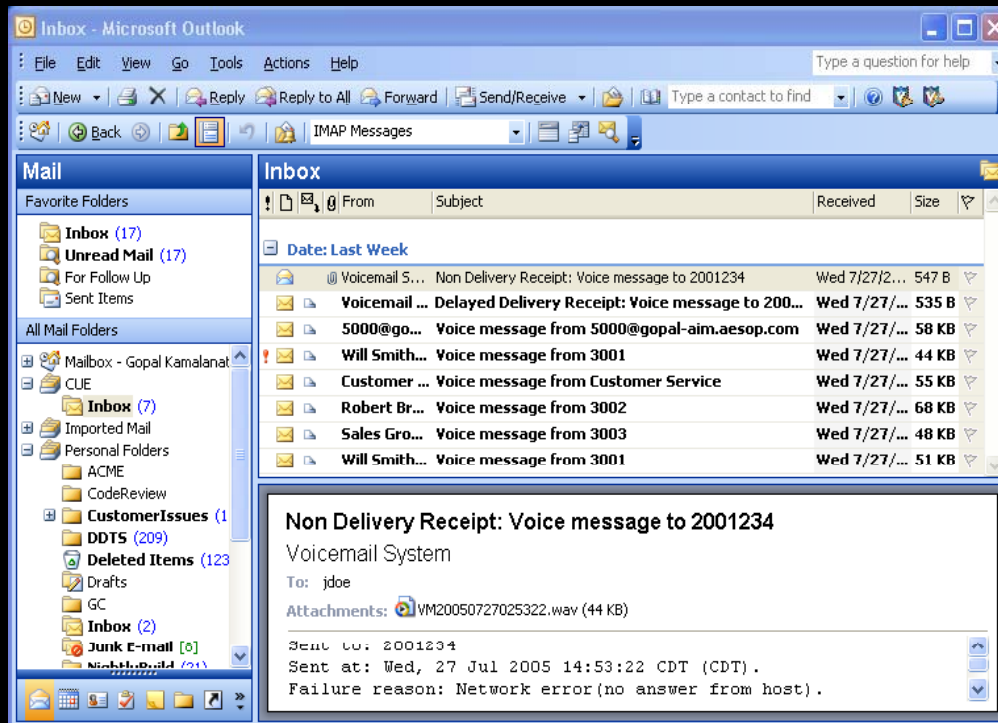 Inbox - Microsoft Outlook
File Edit View Go Tools Actions Help Type a question for help
New Reply Reply to All Forward Send/Receive Type a contact to find
Back IMAP Messages
Mail
Favorite Folders
Inbox (17)
Unread Mail (17)
For Follow Up
Sent Items
All Mail Folders
Mailbox - Gopal Kamalanat
CUE
Inbox (7)
Imported Mail
Personal Folders
ACME
CodeReview
CustomerIssues (1
DDTS (209)
Deleted Items (123
Drafts
GC
Inbox (2)
Junk E-mail [6]
NightlyBuild (21)
Inbox
From Subject Received Size
Date: Last Week
Voicemail S... Non Delivery Receipt: Voice message to 2001234 Wed 7/27/2... 547 B
Voicemail ... Delayed Delivery Receipt: Voice message to 200... Wed 7/27/... 535 B
5000@go... Voice message from 5000@gopal-aim.aesop.com Wed 7/27/... 58 KB
Will Smith... Voice message from 3001 Wed 7/27/... 44 KB
Customer ... Voice message from Customer Service Wed 7/27/... 55 KB
Robert Br... Voice message from 3002 Wed 7/27/... 68 KB
Sales Gro... Voice message from 3003 Wed 7/27/... 48 KB
Will Smith... Voice message from 3001 Wed 7/27/... 51 KB
Non Delivery Receipt: Voice message to 2001234
Voicemail System
To: jdoe
Attachments: VM20050727025322.wav (44 KB)
Sent to: 2001234
Sent at: Wed, 27 Jul 2005 14:53:22 CDT (CDT).
Failure reason: Network error(no answer from host).